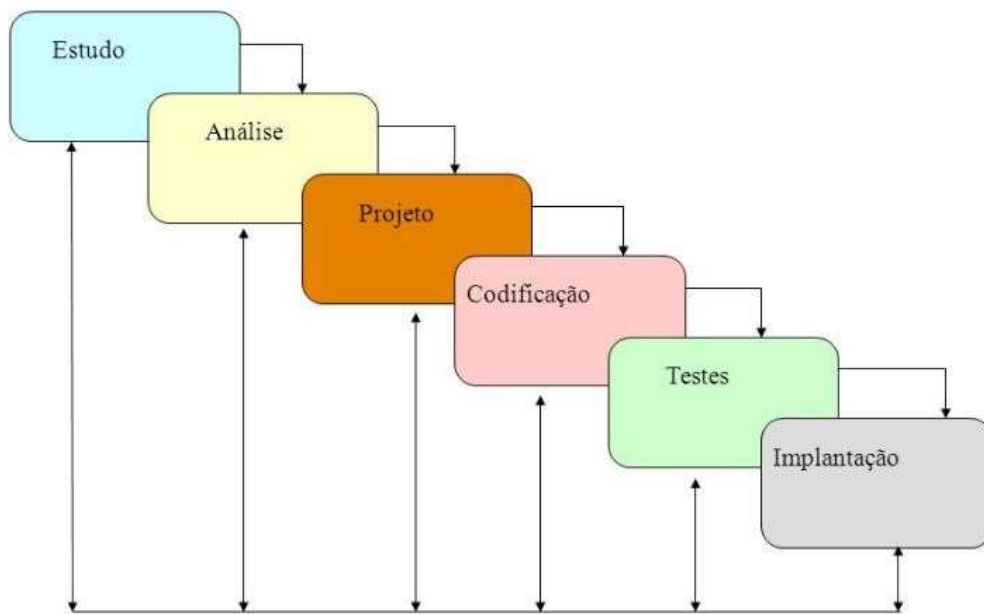 Estudo
Análise
Projeto
Codificação
Testes
Implantação